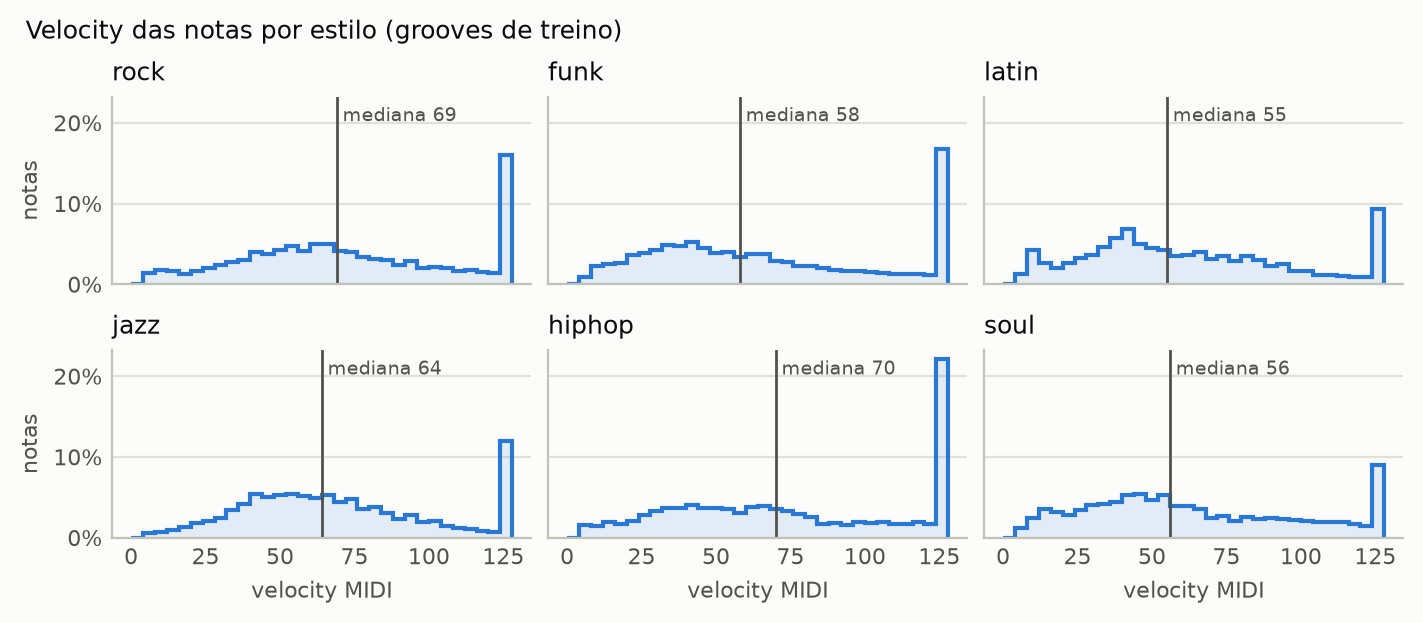 Velocity das notas por estilo (grooves de treino)
rock
funk
latin
mediana 69
mediana 58
mediana 55
notas
20%
10%
0%
jazz
hiphop
soul
mediana 64
mediana 70
mediana 56
notas
20%
10%
0%
0 25 50 75 100 125
0 25 50 75 100 125
0 25 50 75 100 125
velocity MIDI
velocity MIDI
velocity MIDI